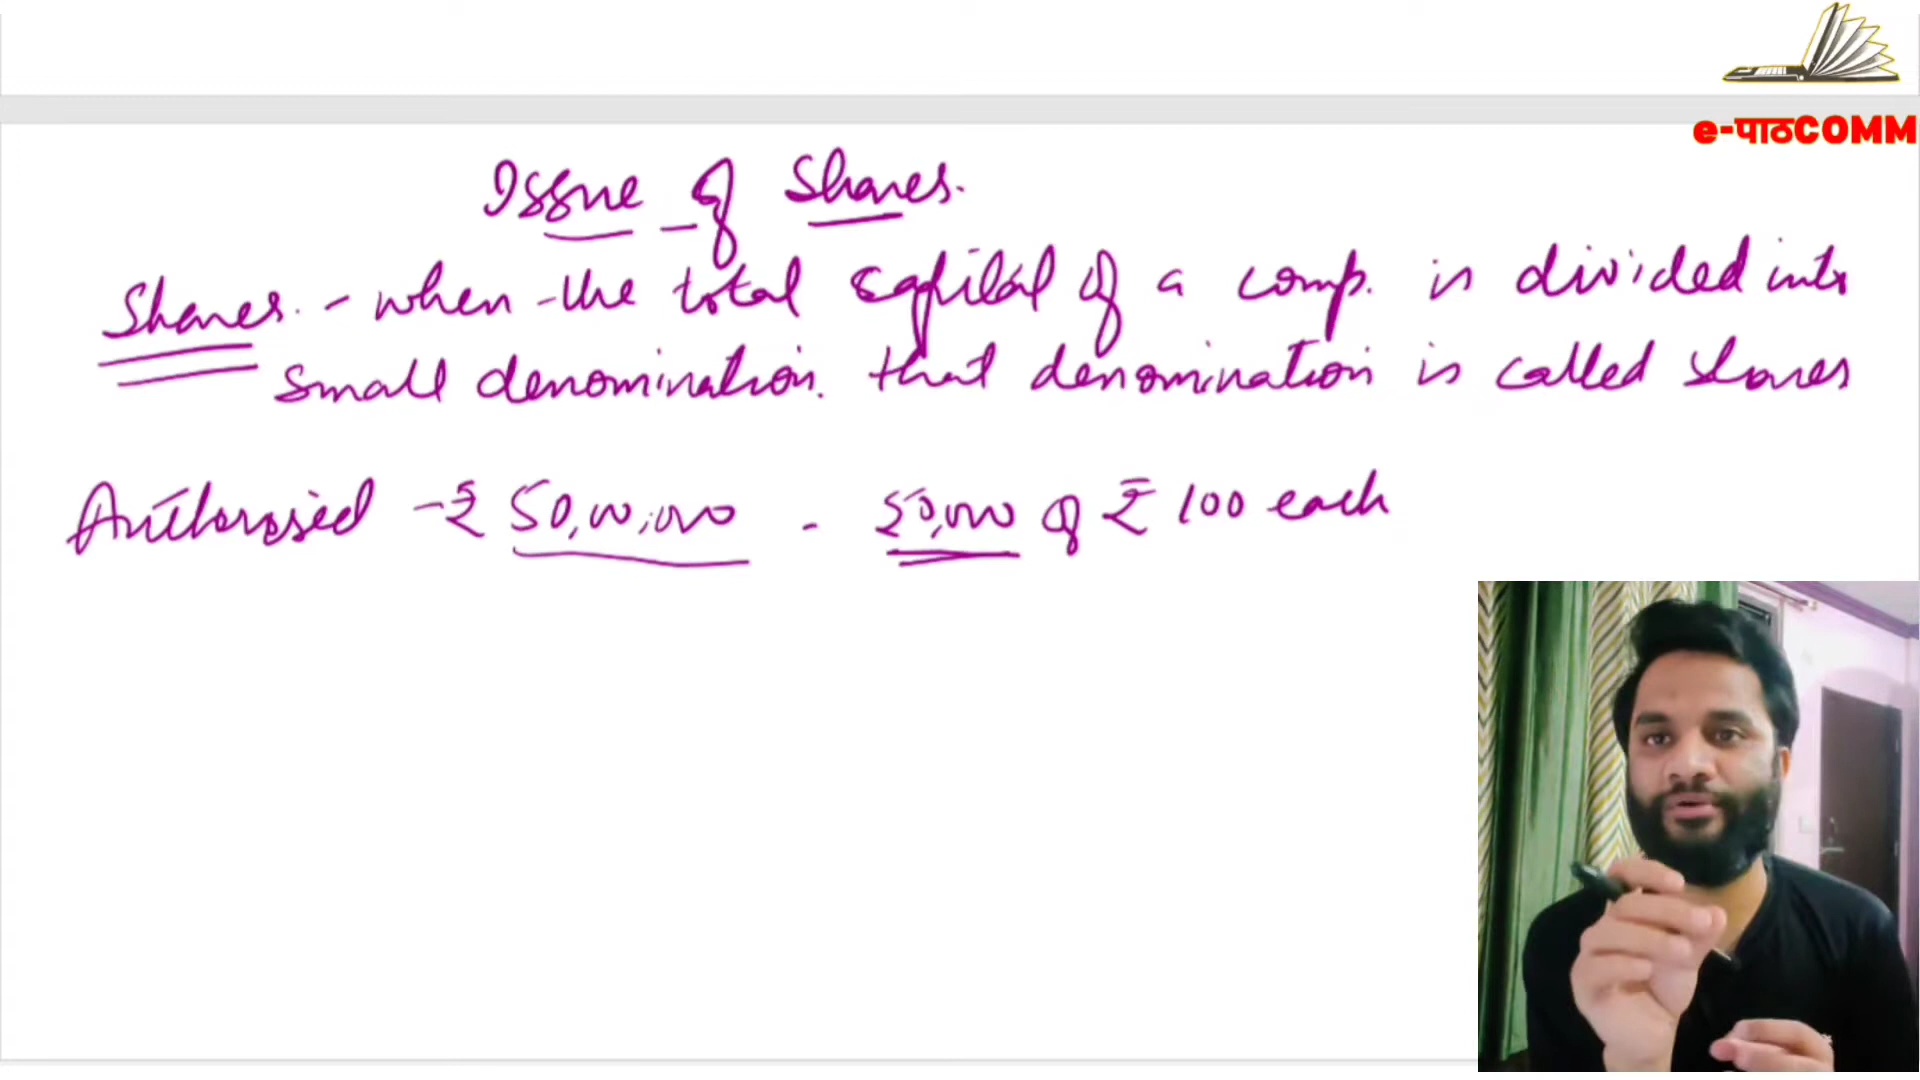 e-पाठCOMM
Issue of Shares.
Shares. - when the total capital of a comp. is divided into
small denomination. that denomination is called shares
Authorised - ₹ 50,00,000 - 50,000 of ₹ 100 each